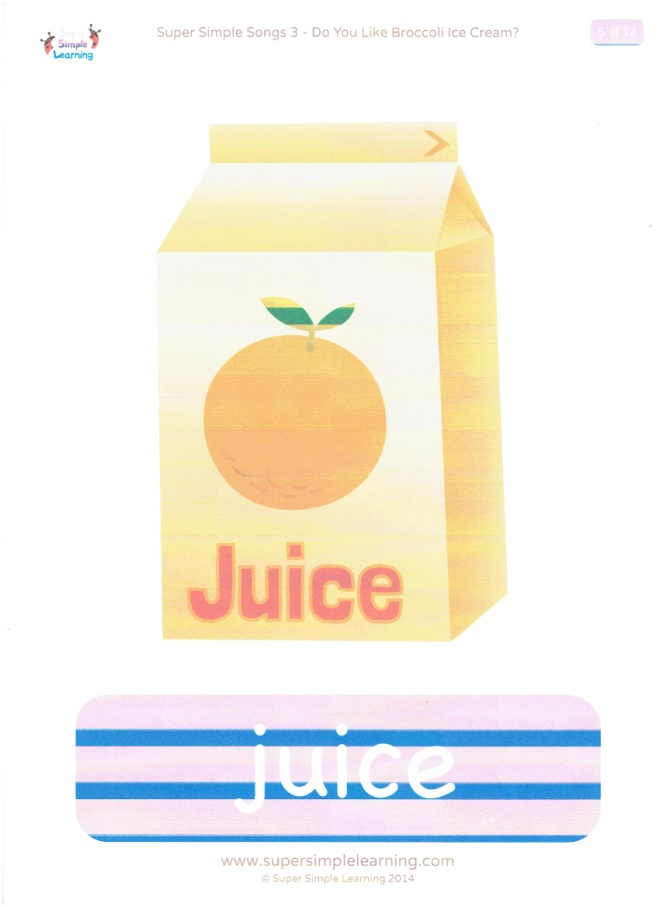 Super
Simple
Learning
Super Simple Songs 3 - Do You Like Broccoli Ice Cream?
5 of 12
Juice
juice
www.supersimplelearning.com
© Super Simple Learning 2014